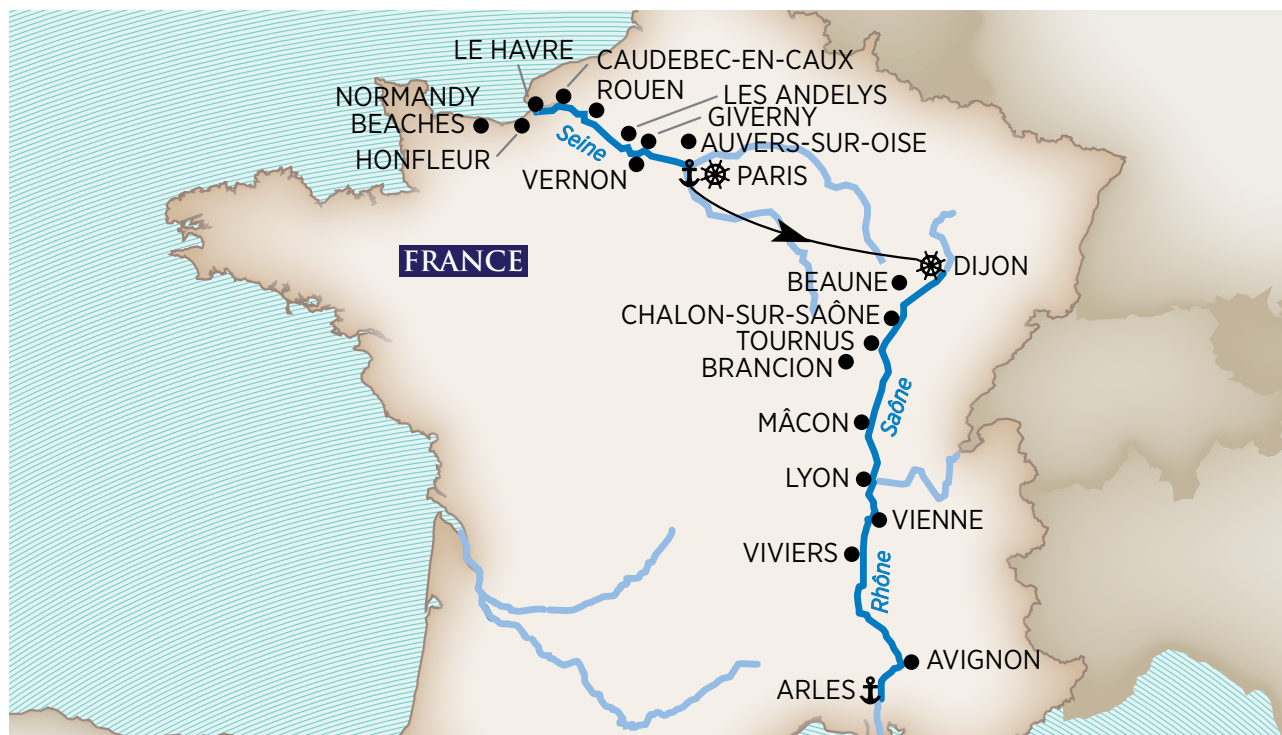 LE HAVRE
CAUDEBEC-EN-CAUX
ROUEN
NORMANDY
BEACHES
LES ANDELYS
GIVERNY
HONFLEUR
Seine
AUVERS-SUR-OISE
VERNON
PARIS
FRANCE
DIJON
BEAUNE
CHALON-SUR-SAÔNE
TOURNUS
BRANCION
Saône
MÂCON
LYON
VIENNE
VIVIERS
Rhône
AVIGNON
ARLES